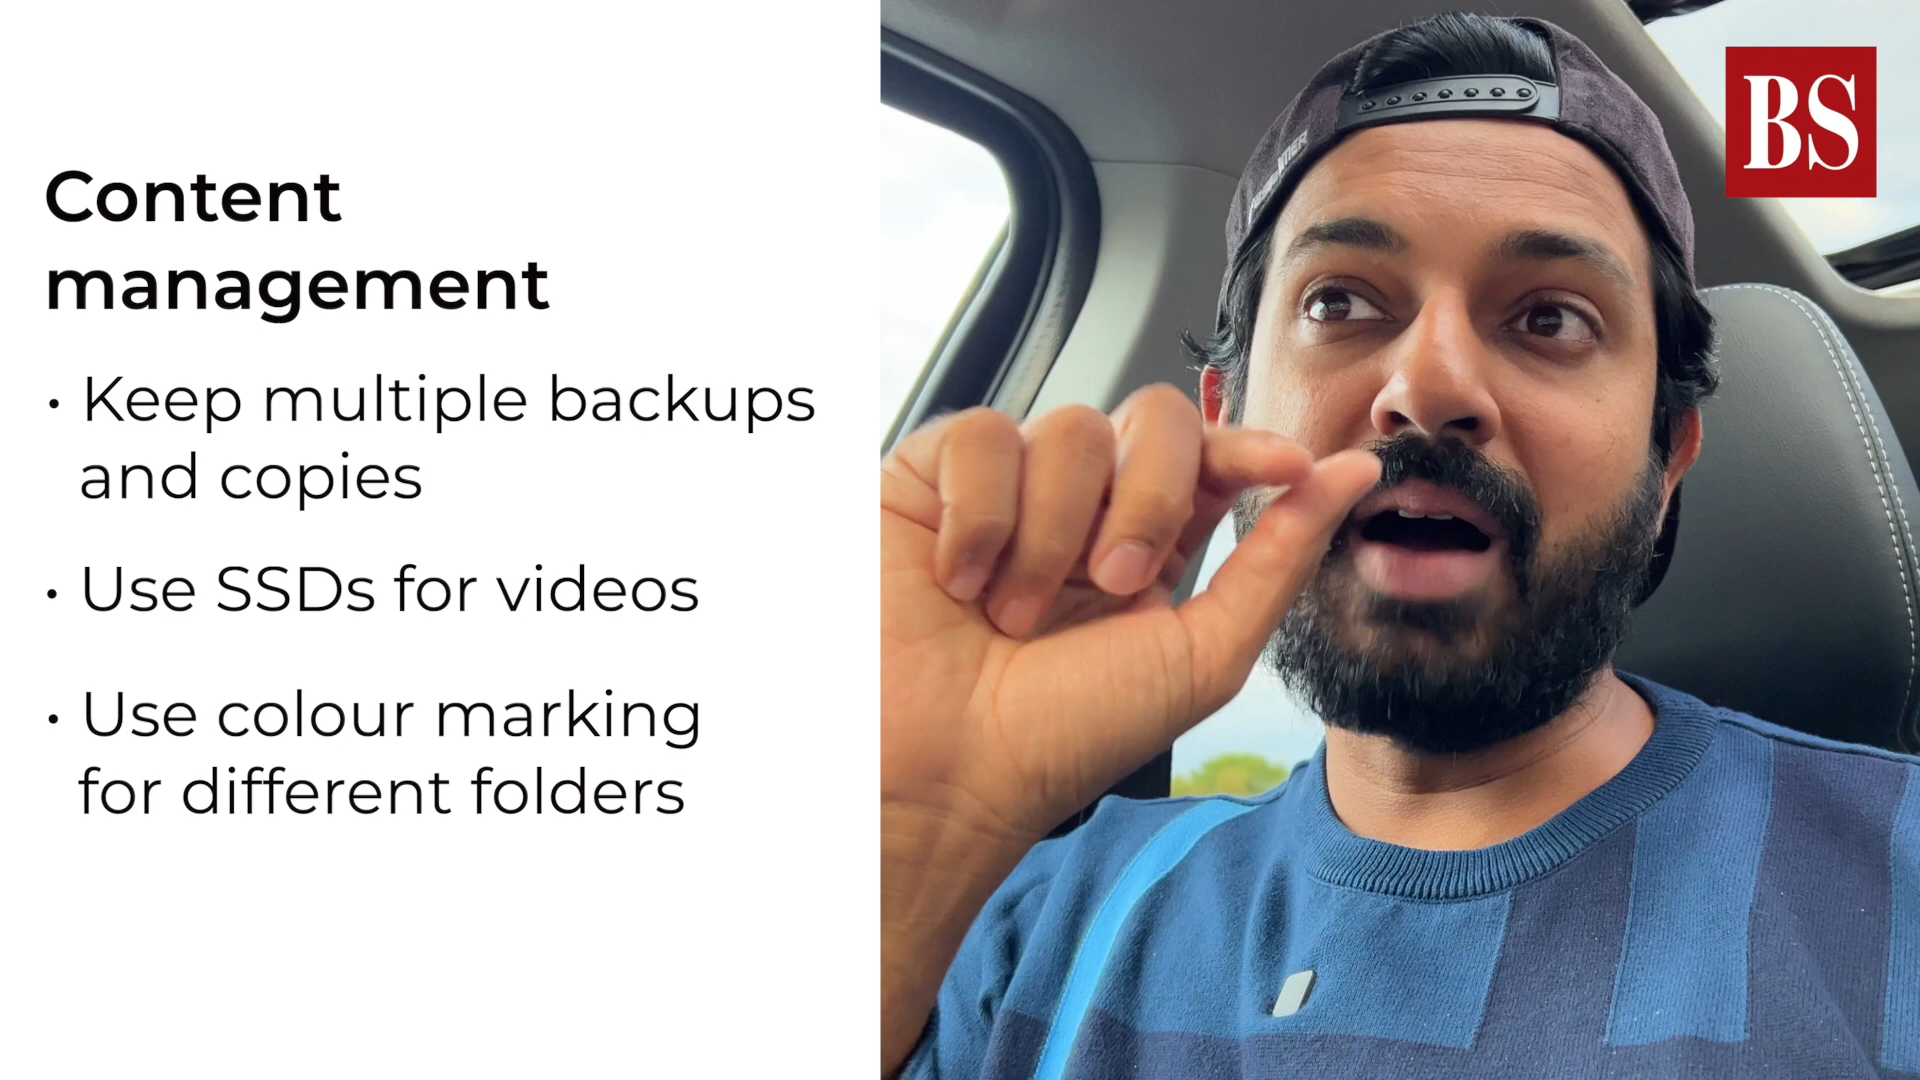 Content
management
• Keep multiple backups
and copies
• Use SSDs for videos
• Use colour marking
for different folders
BS